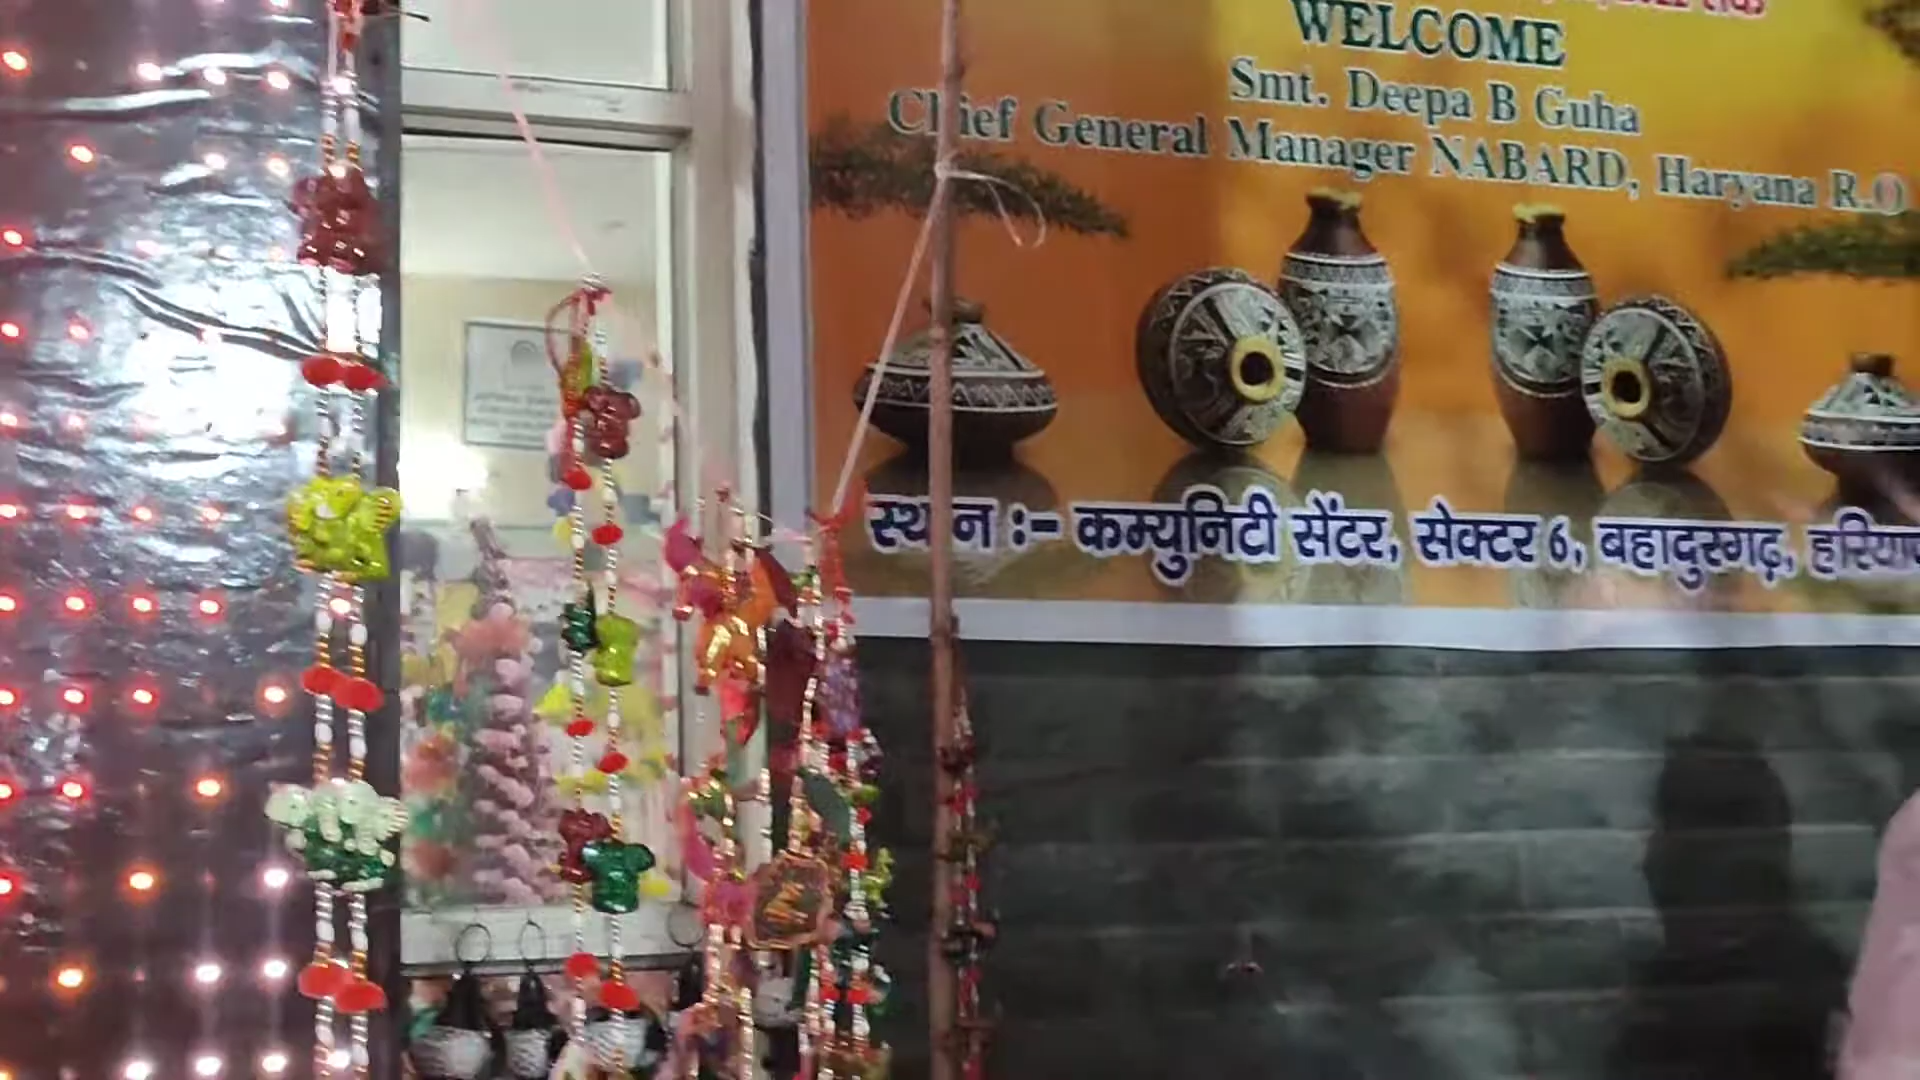 WELCOME
Smt. Deepa B Guha
Chief General Manager NABARD, Haryana R.O
स्थान :- कम्युनिटी सेंटर, सेक्टर 6, बहादुरगढ़,